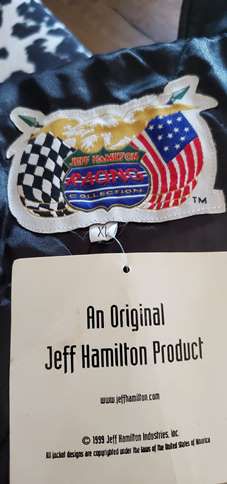 JEFF HAMILTON
RACING
COLLECTION
TM
XL
An Original
Jeff Hamilton Product
www.jeffhamilton.com
© 1999 Jeff Hamilton Industries, Inc.
All jacket designs are copyrighted under the laws of the United States of America